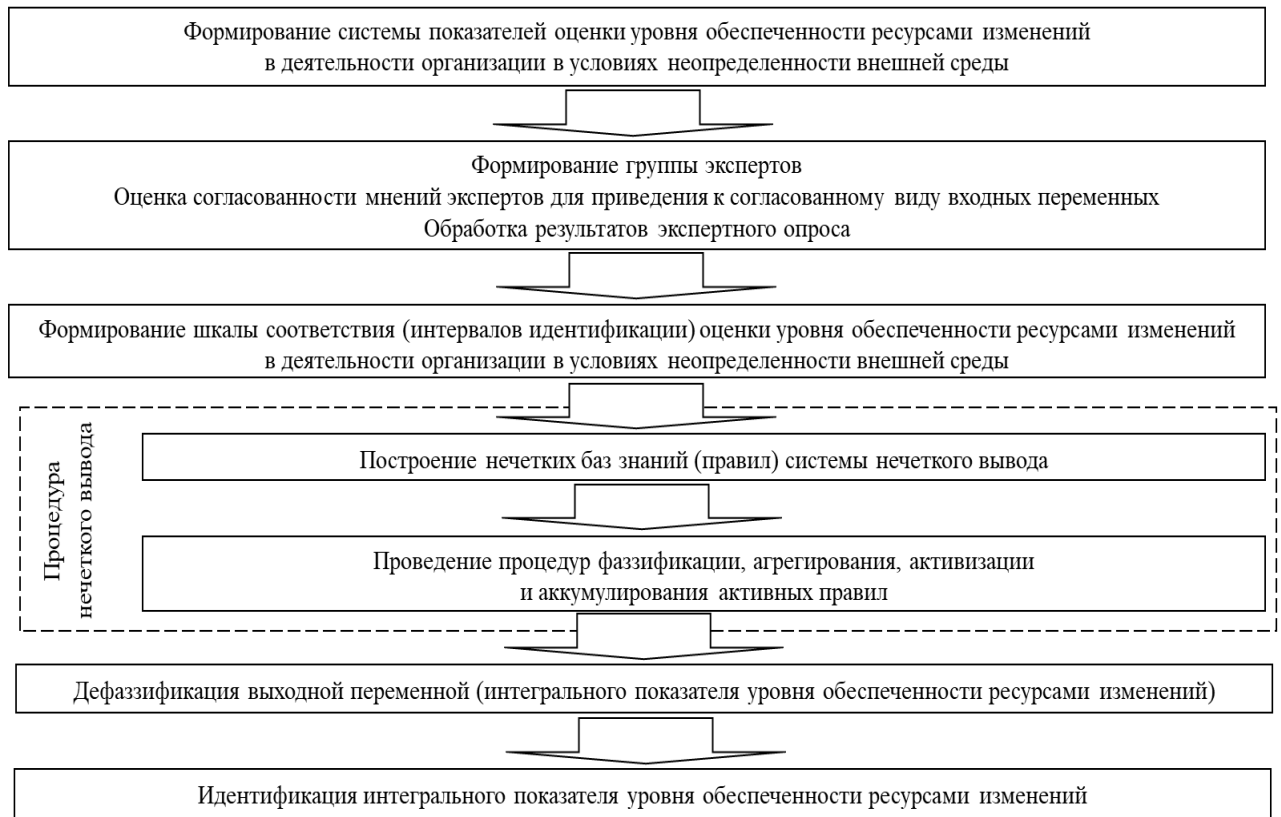 Формирование системы показателей оценки уровня обеспеченности ресурсами изменений
в деятельности организации в условиях неопределенности внешней среды
Формирование группы экспертов
Оценка согласованности мнений экспертов для приведения к согласованному виду входных переменных
Обработка результатов экспертного опроса
Формирование шкалы соответствия (интервалов идентификации) оценки уровня обеспеченности ресурсами изменений
в деятельности организации в условиях неопределенности внешней среды
Процедура
нечеткого вывода
Построение нечетких баз знаний (правил) системы нечеткого вывода
Проведение процедур фаззификации, агрегирования, активизации
и аккумулирования активных правил
Дефаззификация выходной переменной (интегрального показателя уровня обеспеченности ресурсами изменений)
Идентификация интегрального показателя уровня обеспеченности ресурсами изменений